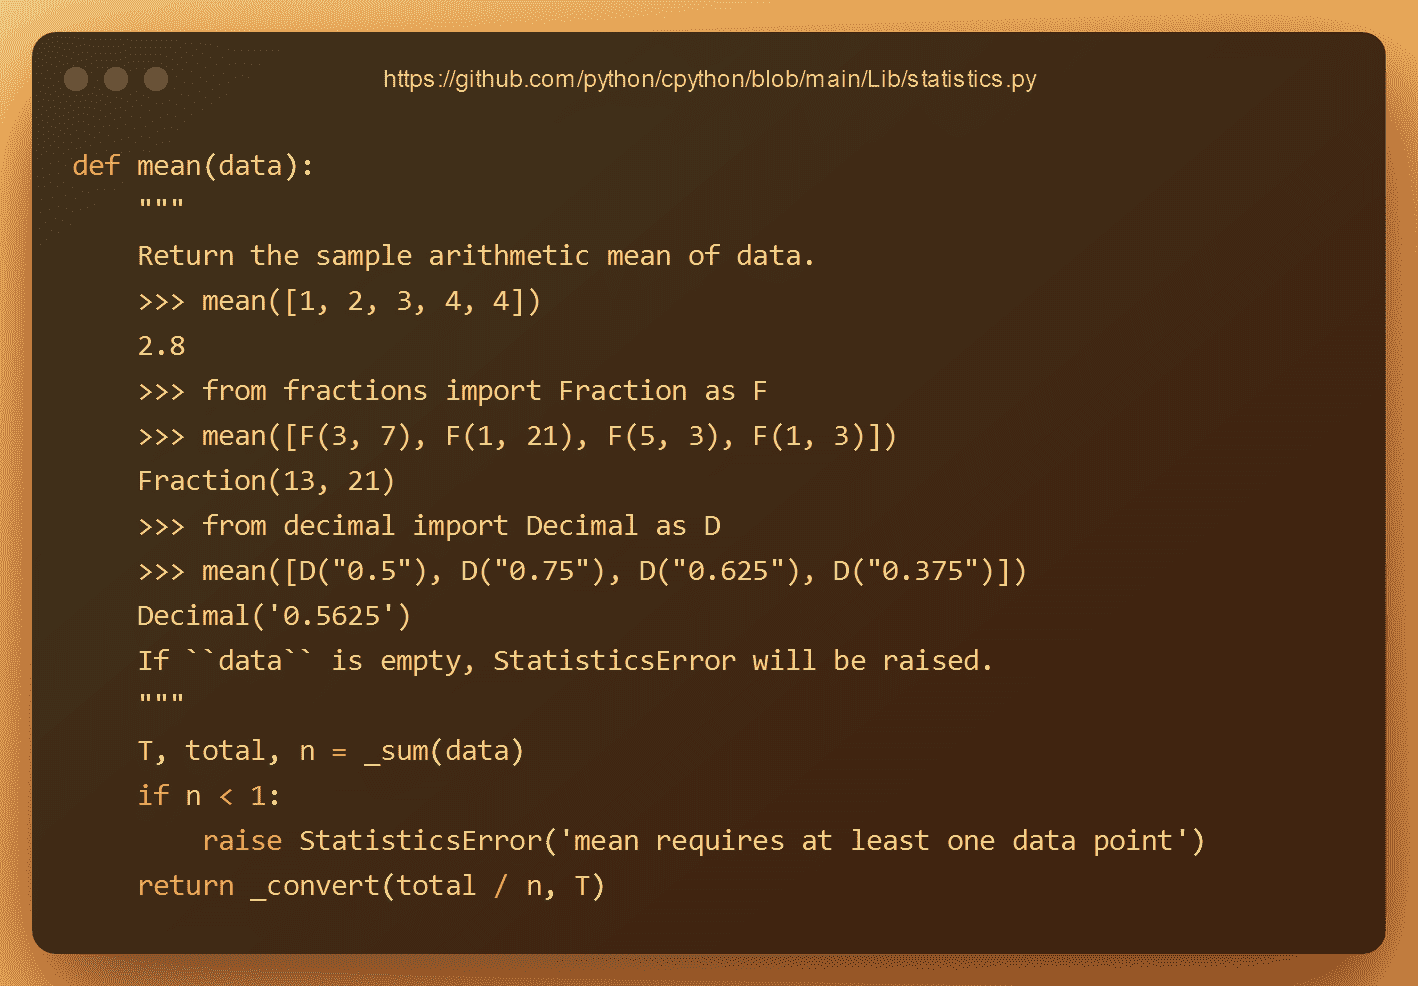 https://github.com/python/cpython/blob/main/Lib/statistics.py
def mean(data):
    """
    Return the sample arithmetic mean of data.
    >>> mean([1, 2, 3, 4, 4])
    2.8
    >>> from fractions import Fraction as F
    >>> mean([F(3, 7), F(1, 21), F(5, 3), F(1, 3)])
    Fraction(13, 21)
    >>> from decimal import Decimal as D
    >>> mean([D("0.5"), D("0.75"), D("0.625"), D("0.375")])
    Decimal('0.5625')
    If ``data`` is empty, StatisticsError will be raised.
    """
    T, total, n = _sum(data)
    if n < 1:
        raise StatisticsError('mean requires at least one data point')
    return _convert(total / n, T)